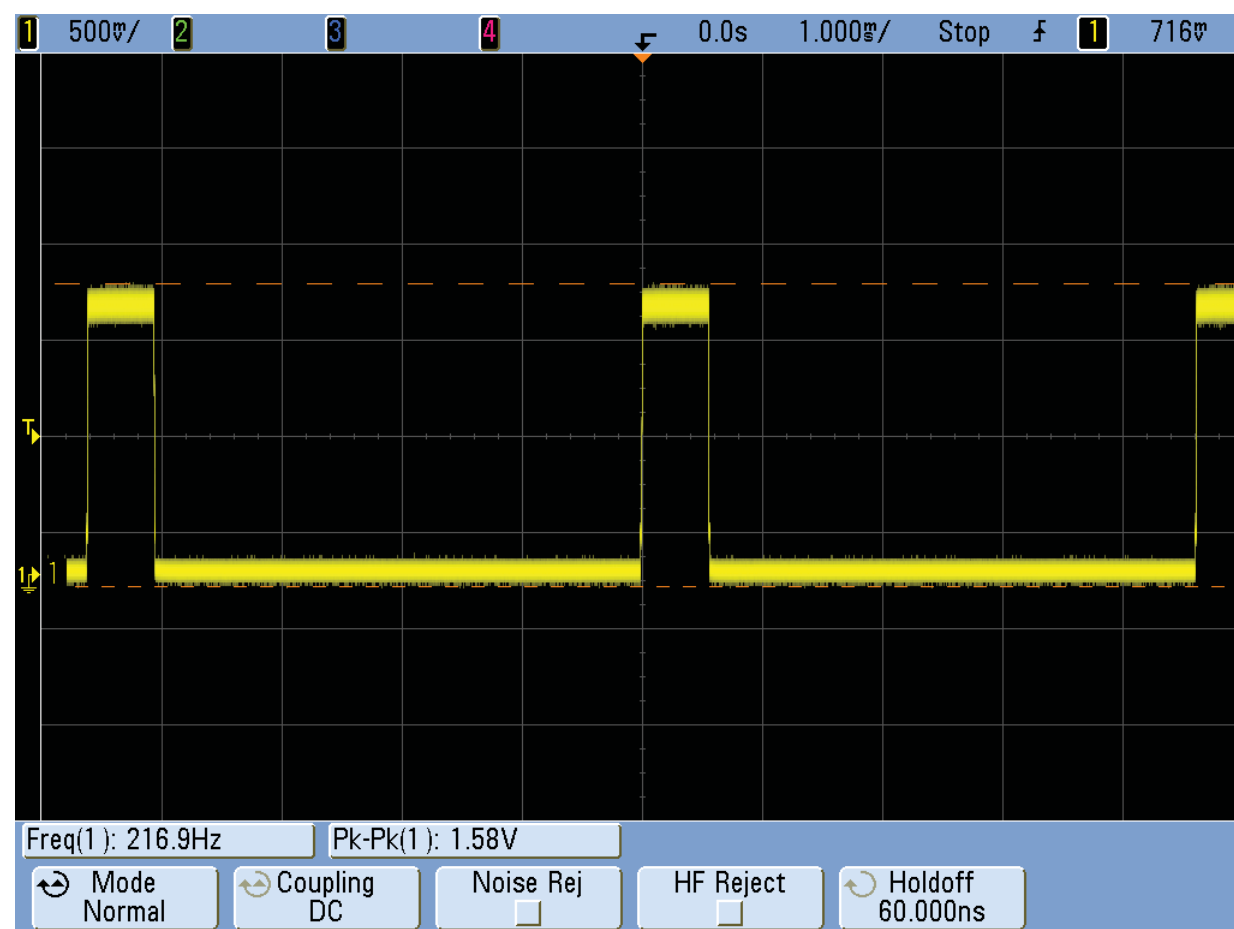 1 500mV/ 2 3 4 0.0s 1.000ms/ Stop 1 716mV
T
1 1
Freq(1): 216.9Hz Pk-Pk(1): 1.58V
Mode Coupling Noise Rej HF Reject Holdoff
Normal DC 60.000ns